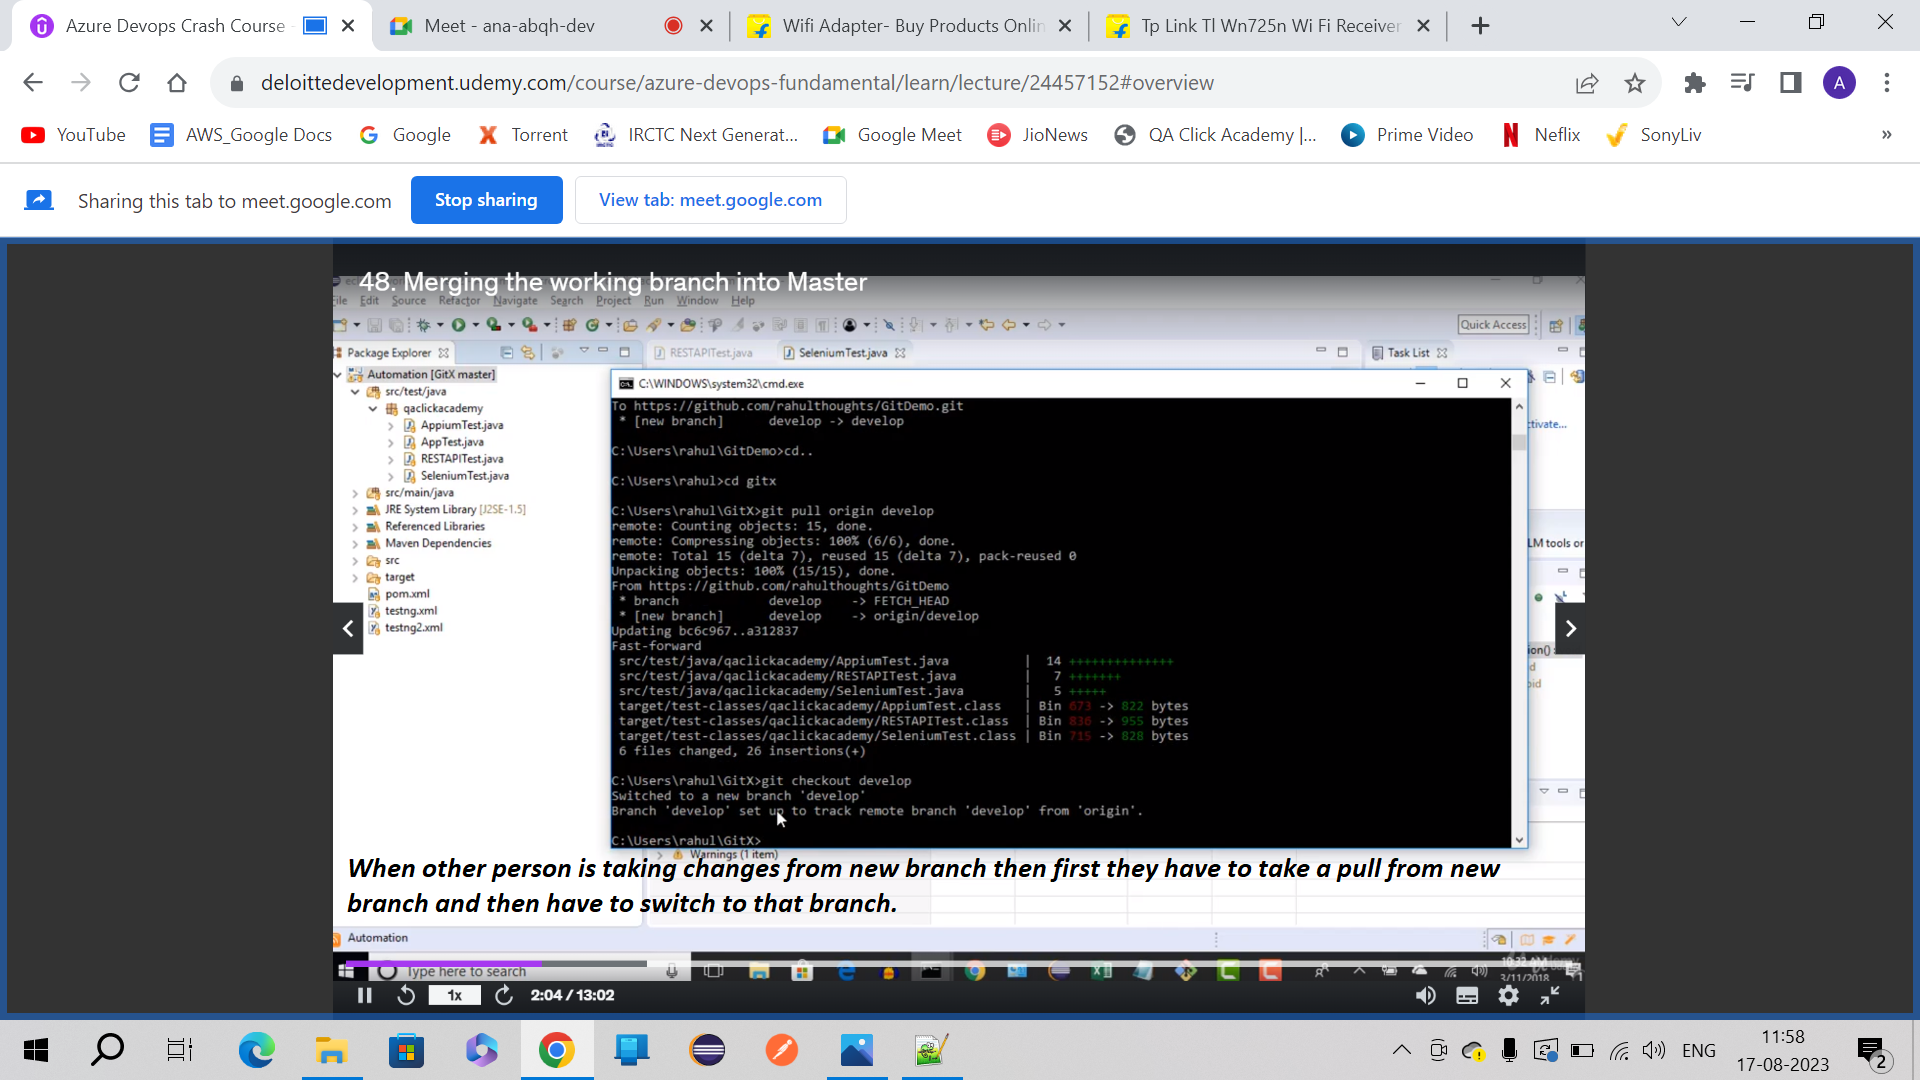 Azure Devops Crash Course
Meet - ana-abqh-dev
Wifi Adapter- Buy Products Onlin
Tp Link Tl Wn725n Wi Fi Receiver
deloittedevelopment.udemy.com/course/azure-devops-fundamental/learn/lecture/24457152#overview
A
YouTube
AWS_Google Docs
Google
Torrent
IRCTC Next Generat...
Google Meet
JioNews
QA Click Academy |...
Prime Video
Neflix
SonyLiv
»
Sharing this tab to meet.google.com
Stop sharing
View tab: meet.google.com
48. Merging the working branch into Master
File Edit Source Refactor Navigate Search Project Run Window Help
Quick Access
Package Explorer
RESTAPITest.java
SeleniumTest.java
Task List
Automation [GitX master]
src/test/java
qaclickacademy
AppiumTest.java
AppTest.java
RESTAPITest.java
SeleniumTest.java
src/main/java
JRE System Library [J2SE-1.5]
Referenced Libraries
Maven Dependencies
src
target
pom.xml
testng.xml
testng2.xml
C:\WINDOWS\system32\cmd.exe
To https://github.com/rahulthoughts/GitDemo.git
* [new branch] develop -> develop
C:\Users\rahul\GitDemo>cd..
C:\Users\rahul>cd gitx
C:\Users\rahul\GitX>git pull origin develop
remote: Counting objects: 15, done.
remote: Compressing objects: 100% (6/6), done.
remote: Total 15 (delta 7), reused 15 (delta 7), pack-reused 0
Unpacking objects: 100% (15/15), done.
From https://github.com/rahulthoughts/GitDemo
* branch develop -> FETCH_HEAD
* [new branch] develop -> origin/develop
Updating bc6c967..a312837
Fast-forward
src/test/java/qaclickacademy/AppiumTest.java | 14 ++++++++++++++
src/test/java/qaclickacademy/RESTAPITest.java | 7 +++++++
src/test/java/qaclickacademy/SeleniumTest.java | 5 +++++
target/test-classes/qaclickacademy/AppiumTest.class | Bin 673 -> 822 bytes
target/test-classes/qaclickacademy/RESTAPITest.class | Bin 836 -> 955 bytes
target/test-classes/qaclickacademy/SeleniumTest.class | Bin 715 -> 828 bytes
6 files changed, 26 insertions(+)
C:\Users\rahul\GitX>git checkout develop
Switched to a new branch 'develop'
Branch 'develop' set up to track remote branch 'develop' from 'origin'.
C:\Users\rahul\GitX>
ctivate...
LM tools or
ion() :
Warnings (1 item)
When other person is taking changes from new branch then first they have to take a pull from new
branch and then have to switch to that branch.
Automation
Type here to search
3/11/2018
1x
2:04 / 13:02
ENG
11:58
17-08-2023
2